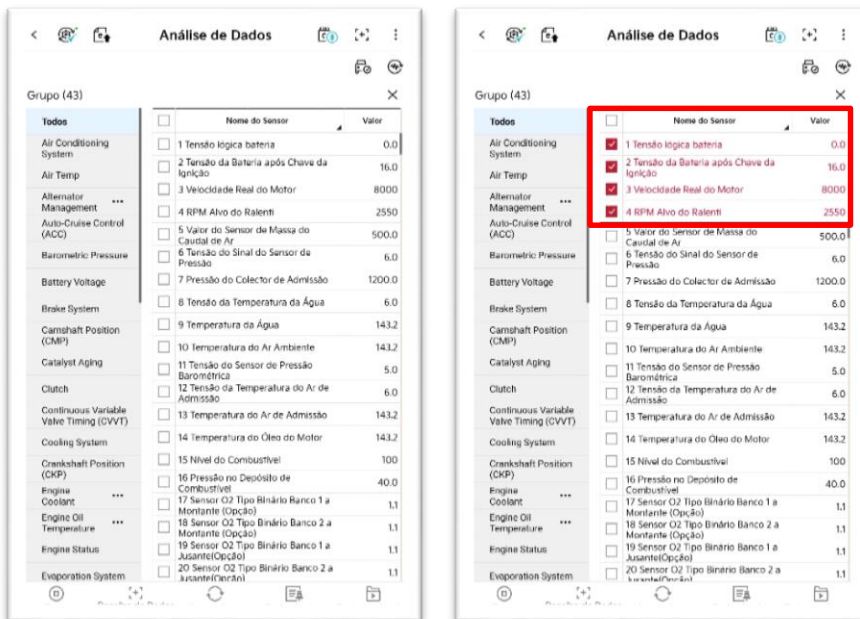 Análise de Dados
Grupo (43)
Todos
Air Conditioning
System
Air Temp
Alternator
Management
Auto-Cruise Control
(ACC)
Barometric Pressure
Battery Voltage
Brake System
Camshaft Position
(CMP)
Catalyst Aging
Clutch
Continuous Variable
Valve Timing (CVVT)
Cooling System
Crankshaft Position
(CKP)
Engine
Coolant
Engine Oil
Temperature
Engine Status
Evaporation System
Nome do Sensor Valor
1 Tensão lógica bateria 0.0
2 Tensão da Bateria após Chave da
Ignição 16.0
3 Velocidade Real do Motor 8000
4 RPM Alvo do Ralenti 2550
5 Valor do Sensor de Massa do
Caudal de Ar 500.0
6 Tensão do Sinal do Sensor de
Pressão 6.0
7 Pressão do Colector de Admissão 1200.0
8 Tensão da Temperatura da Água 6.0
9 Temperatura da Água 143.2
10 Temperatura do Ar Ambiente 143.2
11 Tensão do Sensor de Pressão
Barométrica 5.0
12 Tensão da Temperatura do Ar de
Admissão 6.0
13 Temperatura do Ar de Admissão 143.2
14 Temperatura do Óleo do Motor 143.2
15 Nível do Combustível 100
16 Pressão no Depósito de
Combustível 40.0
17 Sensor O2 Tipo Binário Banco 1 a
Montante (Opção) 1.1
18 Sensor O2 Tipo Binário Banco 2 a
Montante (Opção) 1.1
19 Sensor O2 Tipo Binário Banco 1 a
Jusante(Opção) 1.1
20 Sensor O2 Tipo Binário Banco 2 a
Jusante(Opção) 1.1
Análise de Dados
Grupo (43)
Todos
Air Conditioning
System
Air Temp
Alternator
Management
Auto-Cruise Control
(ACC)
Barometric Pressure
Battery Voltage
Brake System
Camshaft Position
(CMP)
Catalyst Aging
Clutch
Continuous Variable
Valve Timing (CVVT)
Cooling System
Crankshaft Position
(CKP)
Engine
Coolant
Engine Oil
Temperature
Engine Status
Evaporation System
Nome do Sensor Valor
1 Tensão lógica bateria 0.0
2 Tensão da Bateria após Chave da
Ignição 16.0
3 Velocidade Real do Motor 8000
4 RPM Alvo do Ralenti 2550
5 Valor do Sensor de Massa do
Caudal de Ar 500.0
6 Tensão do Sinal do Sensor de
Pressão 6.0
7 Pressão do Colector de Admissão 1200.0
8 Tensão da Temperatura da Água 6.0
9 Temperatura da Água 143.2
10 Temperatura do Ar Ambiente 143.2
11 Tensão do Sensor de Pressão
Barométrica 5.0
12 Tensão da Temperatura do Ar de
Admissão 6.0
13 Temperatura do Ar de Admissão 143.2
14 Temperatura do Óleo do Motor 143.2
15 Nível do Combustível 100
16 Pressão no Depósito de
Combustível 40.0
17 Sensor O2 Tipo Binário Banco 1 a
Montante (Opção) 1.1
18 Sensor O2 Tipo Binário Banco 2 a
Montante (Opção) 1.1
19 Sensor O2 Tipo Binário Banco 1 a
Jusante(Opção) 1.1
20 Sensor O2 Tipo Binário Banco 2 a
Jusante(Opção) 1.1